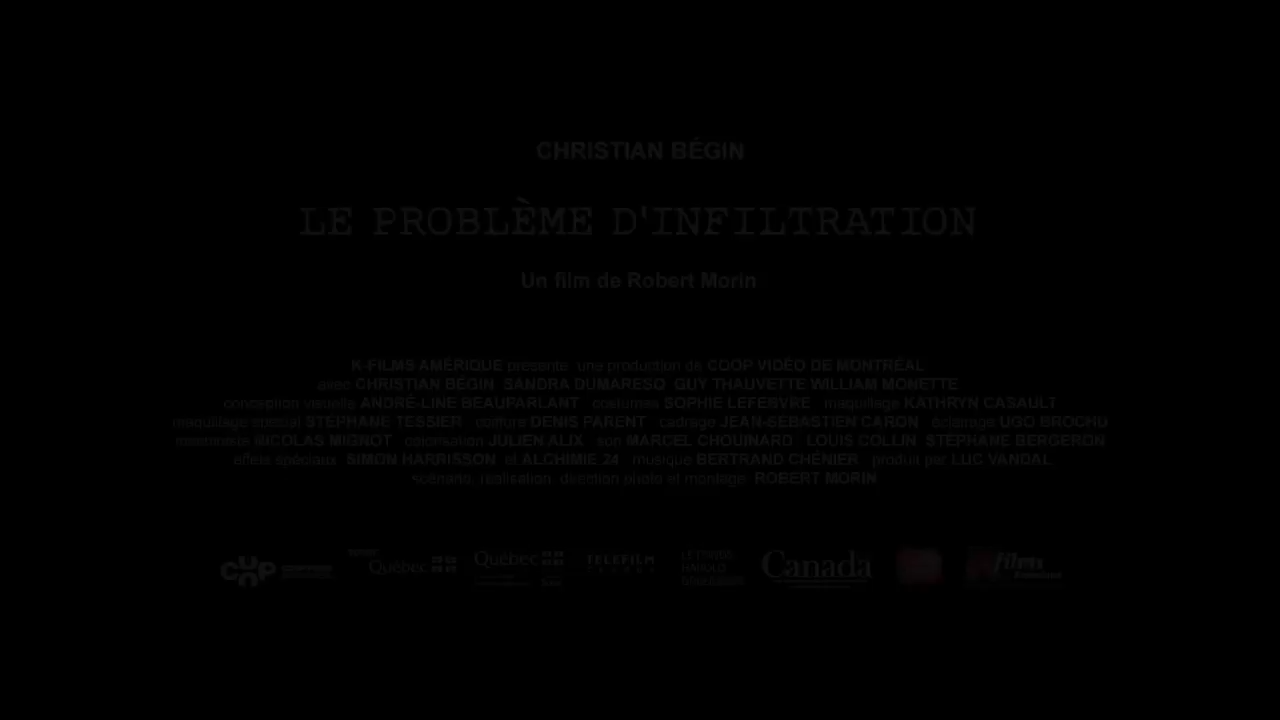 CHRISTIAN BÉGIN
LE PROBLÈME D'INFILTRATION
Un film de Robert Morin
K-FILMS AMÉRIQUE présente une production de COOP VIDÉO DE MONTRÉAL
avec CHRISTIAN BÉGIN SANDRA DUMARESQ GUY THAUVETTE WILLIAM MONETTE
conception visuelle ANDRÉ-LINE BEAUPARLANT costumes SOPHIE LEFEBVRE maquillage KATHRYN CASAULT
maquillage spécial STÉPHANE TESSIER coiffure DENIS PARENT cadrage JEAN-SÉBASTIEN CARON éclairage UGO BROCHU
NICOLAS MIGNOT colorisation JULIEN ALIX son MARCEL CHOUINARD LOUIS COLLIN STÉPHANE BERGERON
effets spéciaux SIMON HARRISSON et ALCHIMIE 24 musique BERTRAND CHÉNIER produit par LUC VANDAL
scénario, réalisation, direction photo et montage ROBERT MORIN
COOP Québec Québec TELEFILM Canada film